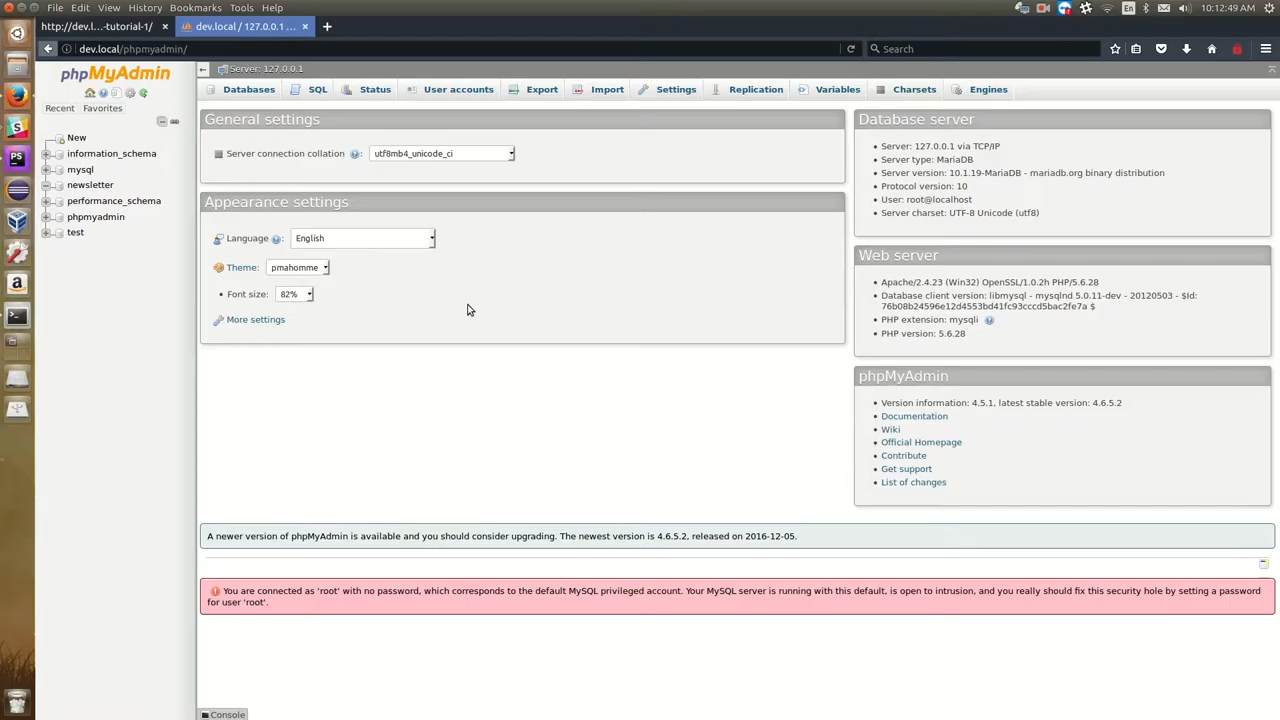 File Edit View History Bookmarks Tools Help
En
10:12:49 AM
http://dev.l...-tutorial-1/
dev.local / 127.0.0.1 ...
dev.local/phpmyadmin/
Search
phpMyAdmin
Recent Favorites
New
information_schema
mysql
newsletter
performance_schema
phpmyadmin
test
Server: 127.0.0.1
Databases SQL Status User accounts Export Import Settings Replication Variables Charsets Engines
General settings
Server connection collation : utf8mb4_unicode_ci
Appearance settings
Language : English
Theme: pmahomme
Font size: 82%
More settings
Database server
Server: 127.0.0.1 via TCP/IP
Server type: MariaDB
Server version: 10.1.19-MariaDB - mariadb.org binary distribution
Protocol version: 10
User: root@localhost
Server charset: UTF-8 Unicode (utf8)
Web server
Apache/2.4.23 (Win32) OpenSSL/1.0.2h PHP/5.6.28
Database client version: libmysql - mysqlnd 5.0.11-dev - 20120503 - $Id:
76b08b24596e12d4553bd41fc93cccd5bac2fe7a $
PHP extension: mysqli
PHP version: 5.6.28
phpMyAdmin
Version information: 4.5.1, latest stable version: 4.6.5.2
Documentation
Wiki
Official Homepage
Contribute
Get support
List of changes
A newer version of phpMyAdmin is available and you should consider upgrading. The newest version is 4.6.5.2, released on 2016-12-05.
You are connected as 'root' with no password, which corresponds to the default MySQL privileged account. Your MySQL server is running with this default, is open to intrusion, and you really should fix this security hole by setting a password
for user 'root'.
Console